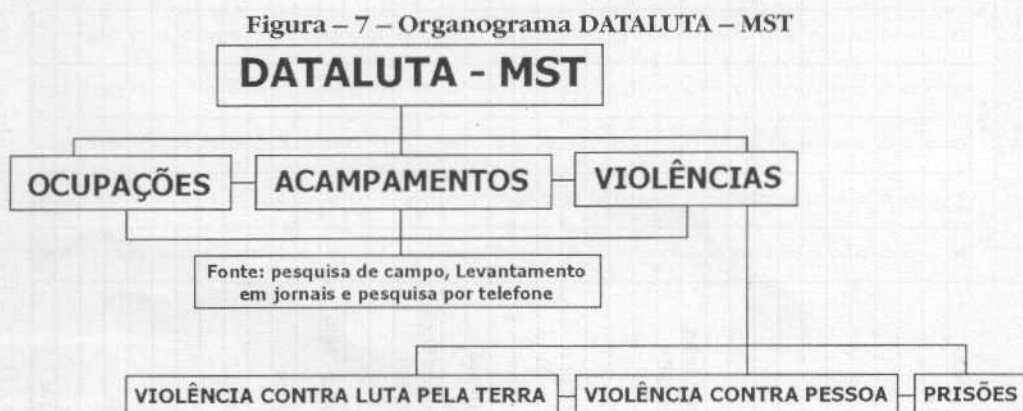 Figura – 7 – Organograma DATALUTA – MST
DATALUTA - MST
OCUPAÇÕES
ACAMPAMENTOS
VIOLÊNCIAS
Fonte: pesquisa de campo, Levantamento
em jornais e pesquisa por telefone
VIOLÊNCIA CONTRA LUTA PELA TERRA
VIOLÊNCIA CONTRA PESSOA
PRISÕES